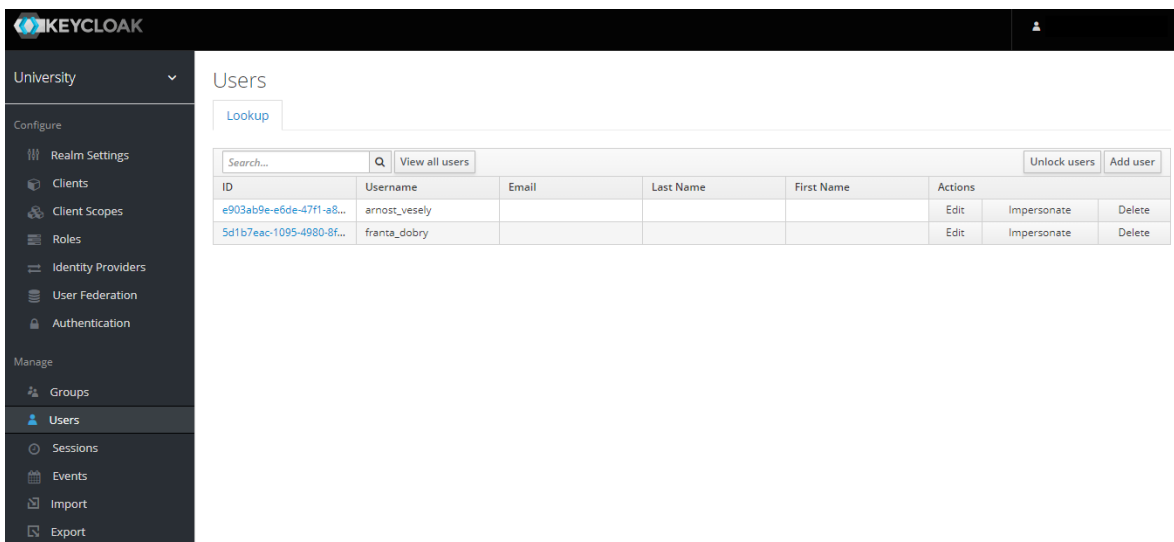 KEYCLOAK
University
Configure
Realm Settings
Clients
Client Scopes
Roles
Identity Providers
User Federation
Authentication
Manage
Groups
Users
Sessions
Events
Import
Export
Users
Lookup
Search... View all users Unlock users Add user
ID Username Email Last Name First Name Actions
e903ab9e-e6de-47f1-a8... arnost_vesely Edit Impersonate Delete
5d1b7eac-1095-4980-8f... franta_dobry Edit Impersonate Delete